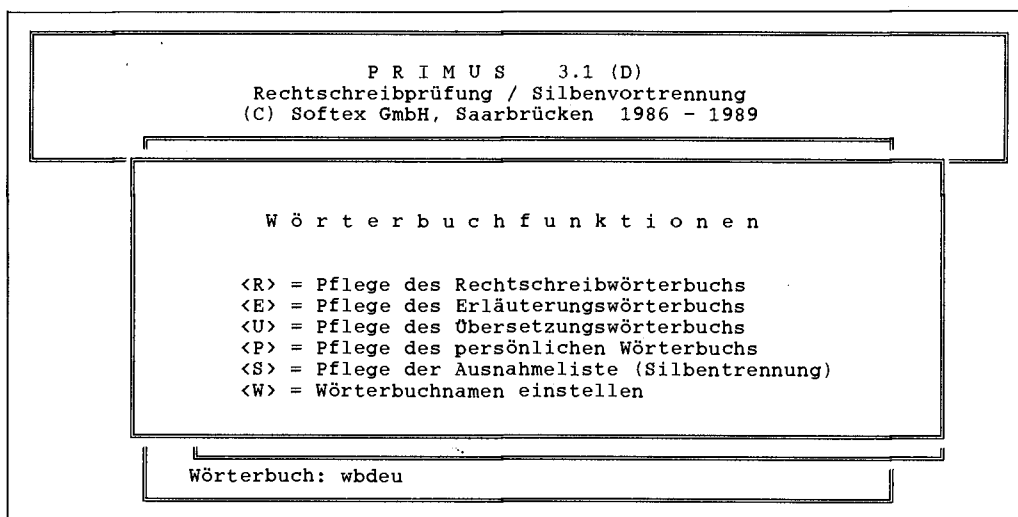 P R I M U S 3.1 (D)
Rechtschreibprüfung / Silbenvortrennung
(C) Softex GmbH, Saarbrücken 1986 - 1989
W ö r t e r b u c h f u n k t i o n e n
<R> = Pflege des Rechtschreibwörterbuchs
<E> = Pflege des Erläuterungswörterbuchs
<U> = Pflege des Übersetzungswörterbuchs
<P> = Pflege des persönlichen Wörterbuchs
<S> = Pflege der Ausnahmeliste (Silbentrennung)
<W> = Wörterbuchnamen einstellen
Wörterbuch: wbdeu